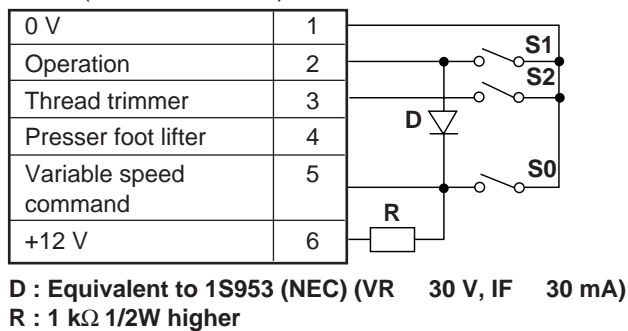 0 V 1
Operation 2
Thread trimmer 3
Presser foot lifter 4
Variable speed 5
command
+12 V 6
S1
S2
D
S0
R
D : Equivalent to 1S953 (NEC) (VR 30 V, IF 30 mA)
R : 1 kΩ 1/2W higher